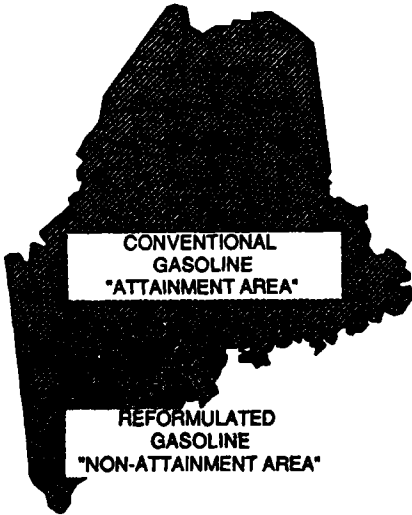 CONVENTIONAL
GASOLINE
"ATTAINMENT AREA"
REFORMULATED
GASOLINE
"NON-ATTAINMENT AREA"